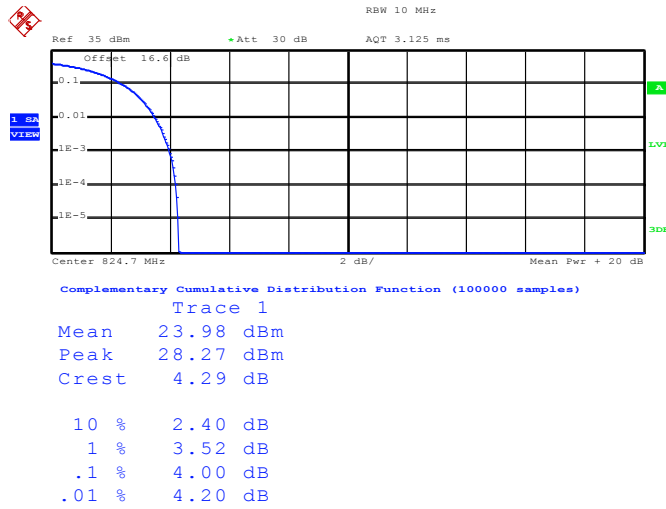 RBW 10 MHz
Ref 35 dBm * Att 30 dB AQT 3.125 ms
Offset 16.6 dB
0.1
A
0.01
1 SA
VIEW
1E-3
LVL
1E-4
1E-5
3DB
Center 824.7 MHz 2 dB/ Mean Pwr + 20 dB
Complementary Cumulative Distribution Function (100000 samples)
Trace 1
Mean 23.98 dBm
Peak 28.27 dBm
Crest 4.29 dB
10 % 2.40 dB
1 % 3.52 dB
.1 % 4.00 dB
.01 % 4.20 dB